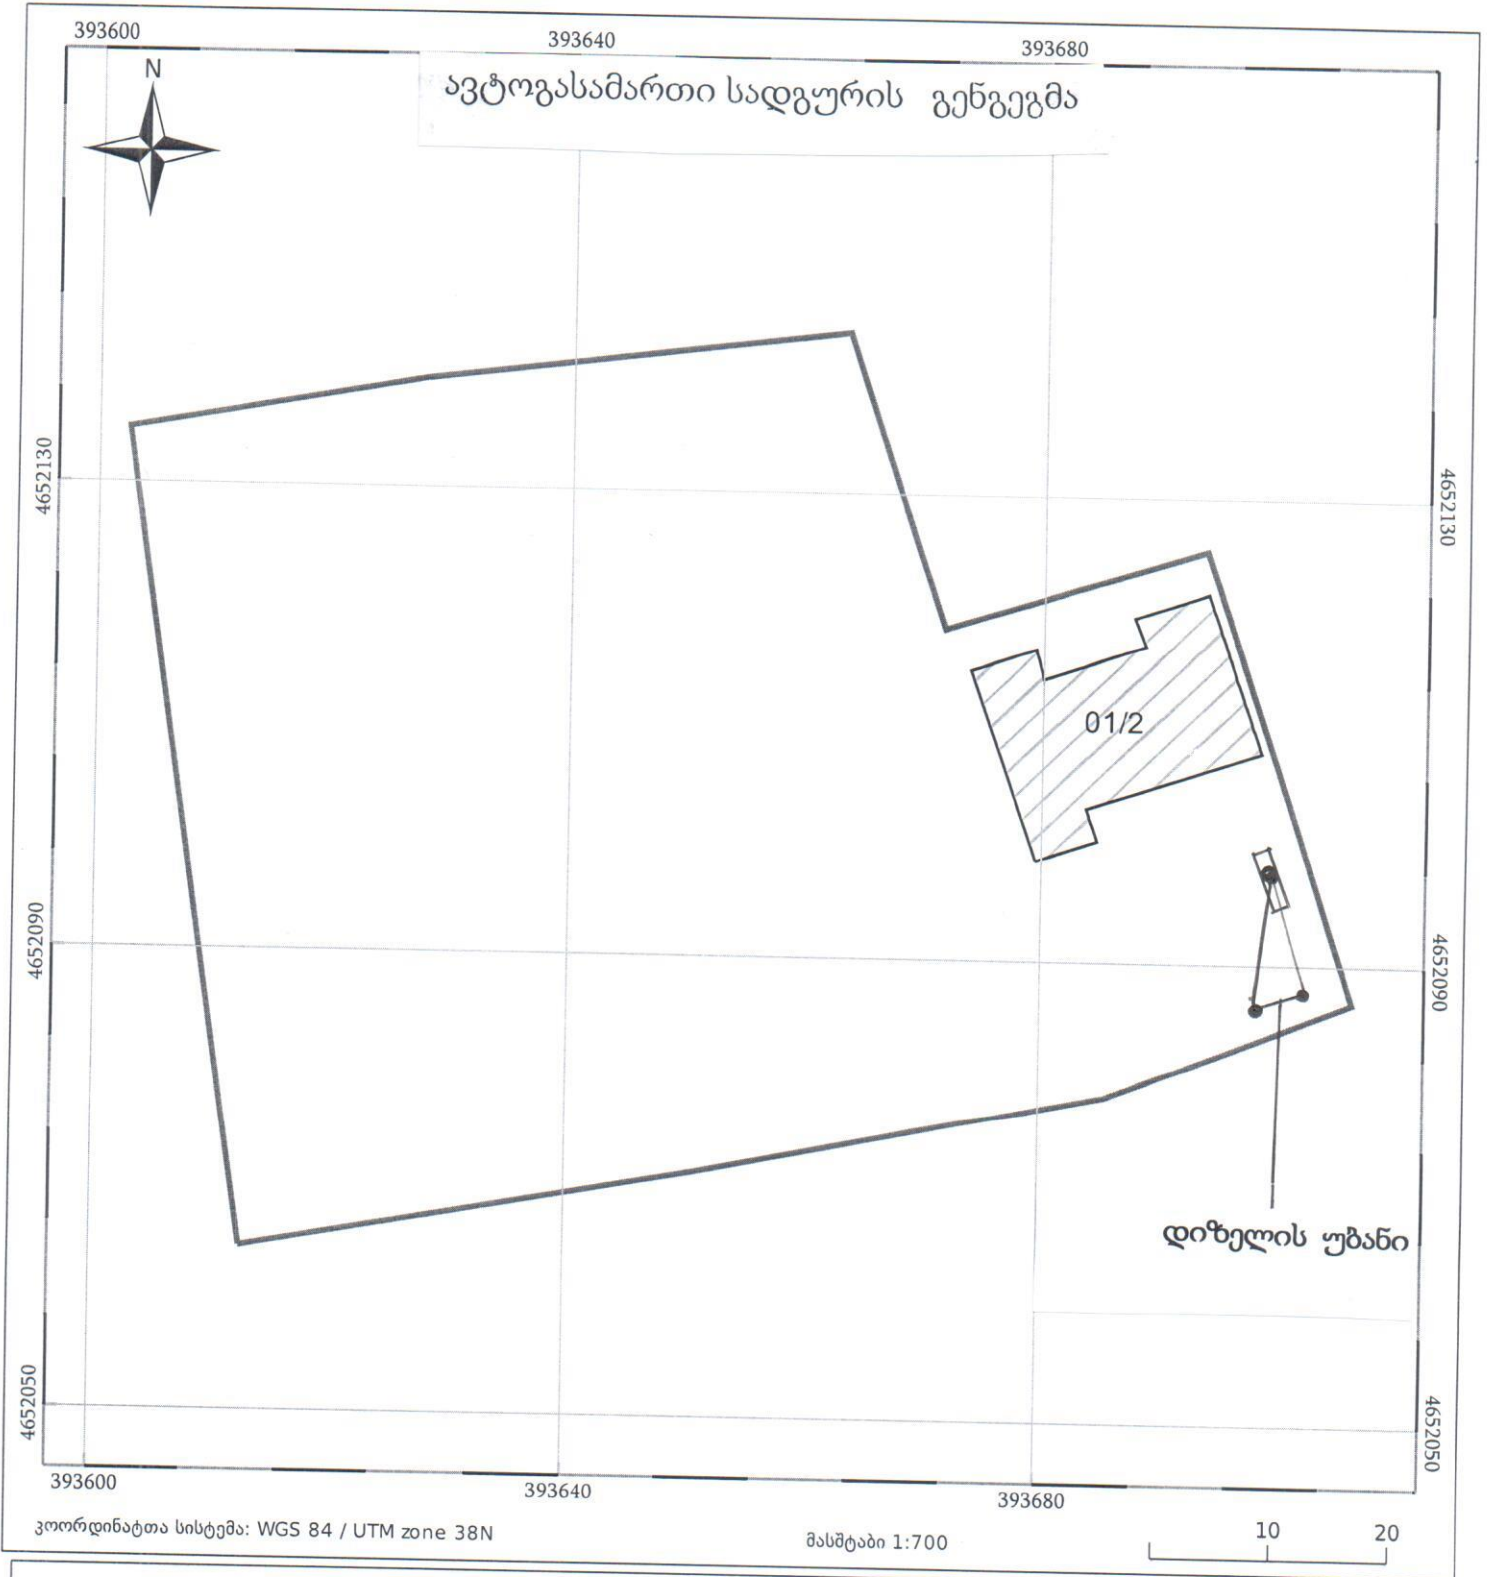 393600 393640 393680
N
ავტოგასამართი სადგურის გენგეგმა
4652130 4652130
01/2
4652090 4652090
დიზელის უბანი
4652050 4652050
393600 393640 393680
კოორდინატთა სისტემა: WGS 84 / UTM zone 38N
მასშტაბი 1:700
10 20